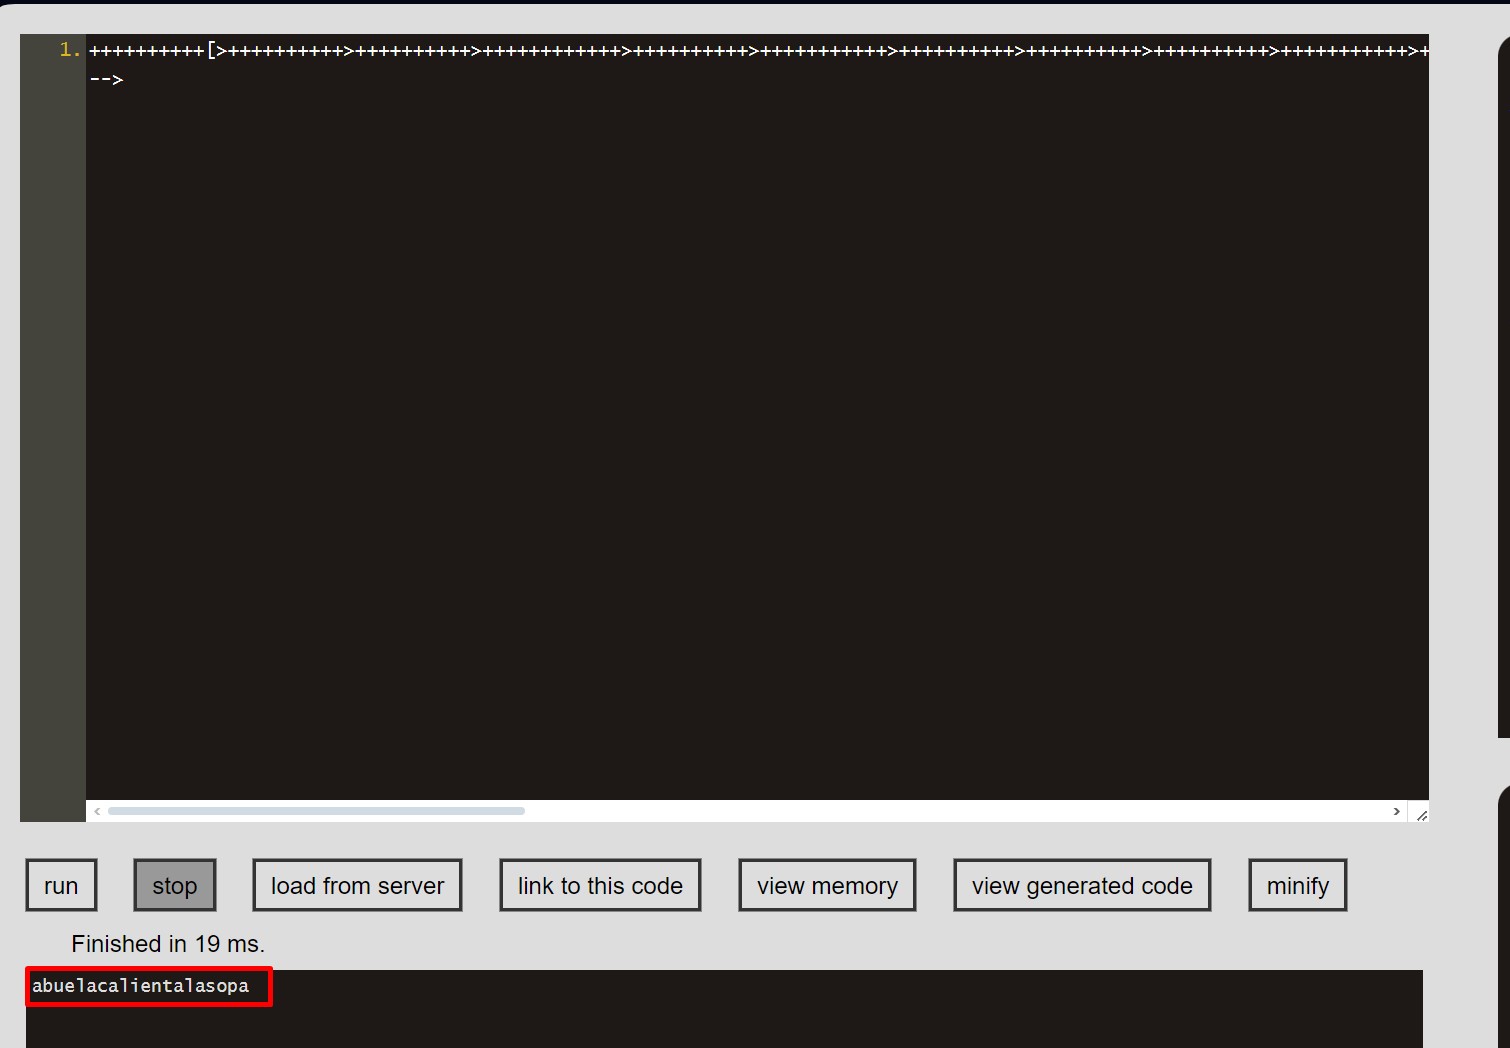 1. ++++++++++[>++++++++++>++++++++++>++++++++++++>++++++++++>+++++++++++>++++++++++>++++++++++>++++++++++>+++++++++++>+
-->
run stop load from server link to this code view memory view generated code minify
Finished in 19 ms.
abuelacalientalasopa